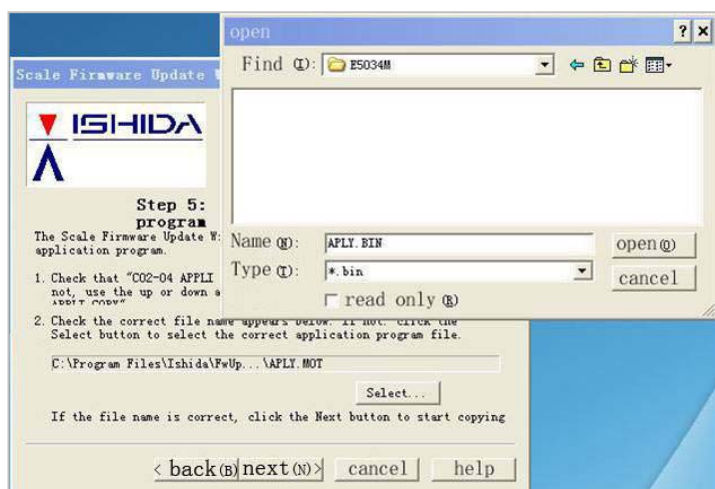 open
Find (I):
E5034M
Scale Firmware Update W
ISHIDA
Step 5:
program
The Scale Firmware Update W:
application program.
1. Check that "C02-04 APPLI
not, use the up or down a
APPLI COPY"
Name (N):
APLY.BIN
open(O)
Type (T):
*.bin
cancel
read only (R)
2. Check the correct file name appears below. If not. click the
Select button to select the correct application program file.
C:\Program Files\Ishida\FwUp...\APLY.MOT
Select...
If the file name is correct, click the Next button to start copying
< back(B)
next(N)>
cancel
help